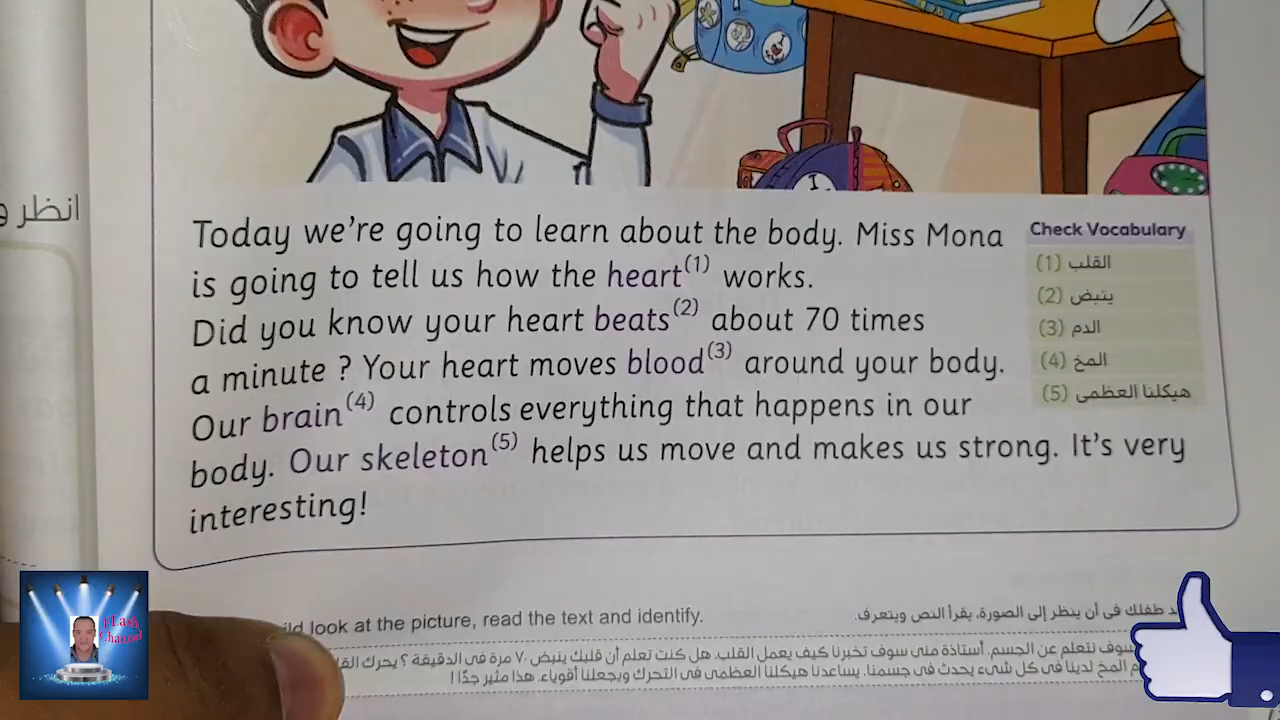 انظر و
Today we're going to learn about the body. Miss Mona
is going to tell us how the heart(1) works.
Did you know your heart beats(2) about 70 times
a minute ? Your heart moves blood(3) around your body.
Our brain(4) controls everything that happens in our
body. Our skeleton(5) helps us move and makes us strong. It's very
interesting!
Check Vocabulary
(1) القلب
(2) ينبض
(3) الدم
(4) المخ
(5) هيكلنا العظمى
look at the picture, read the text and identify.
طفلك فى أن ينظر إلى الصورة، يقرأ النص ويتعرف.
سوف نتعلم عن الجسم. أستاذة منى سوف تخبرنا كيف يعمل القلب. هل كنت تعلم أن قلبك ينبض ٧٠ مرة فى الدقيقة ؟ يحرك
المخ لدينا فى كل شىء يحدث فى جسمنا. يساعدنا هيكلنا العظمى فى التحرك ويجعلنا أقوياء. هذا مثير جدًا !
fLash
Channel